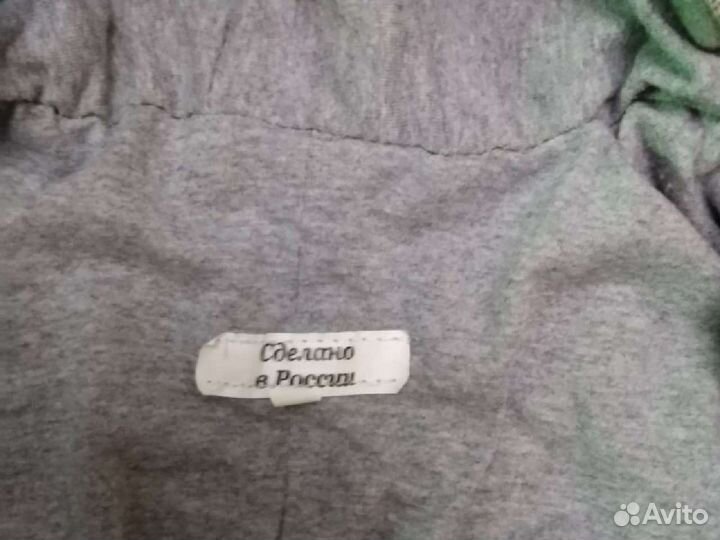 Сделано
в России
Avito